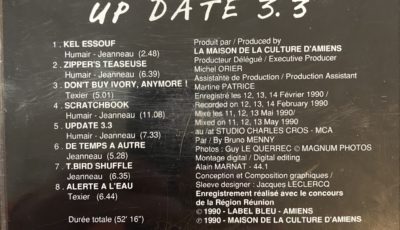 UP DATE 3.3
1 . KEL ESSOUF
Humair - Jeanneau (2.48)
2 . ZIPPER'S TEASEUSE
Humair - Jeanneau (6.39)
3 . DON'T BUY IVORY, ANYMORE !
Texier (5.01)
4 . SCRATCHBOOK
Humair - Jeanneau (11.08)
5 . UPDATE 3.3
Humair - Jeanneau (7.33)
6 . DE TEMPS A AUTRE
Jeanneau (5.28)
7 . T.BIRD SHUFFLE
Jeanneau (6.35)
8 . ALERTE A L'EAU
Texier (6.44)
Durée totale (52' 16")
Produit par / Produced by
LA MAISON DE LA CULTURE D'AMIENS
Producteur Délégué / Executive Producer
Michel ORIER
Assistante de Production / Production Assistant
Martine PATRICE
Enregistré les 12, 13, 14 Février 1990 /
Recorded on 12, 13, 14 February 1990
Mixé les 11, 12, 13 Mai 1990/
Mixed on 11, 12, 13 May 1990
au /at STUDIO CHARLES CROS - MCA
Par / By Bruno MENNY
Photos : Guy LE QUERREC © MAGNUM PHOTOS
Montage digital / Digital editing
Alain MARNAT - 44.1
Conception et Composition graphiques /
Sleeve designer : Jacques LECLERCQ
Enregistrement réalisé avec le concours
de la Région Réunion
© 1990 - LABEL BLEU - AMIENS
℗ 1990 - MAISON DE LA CULTURE D'AMIENS